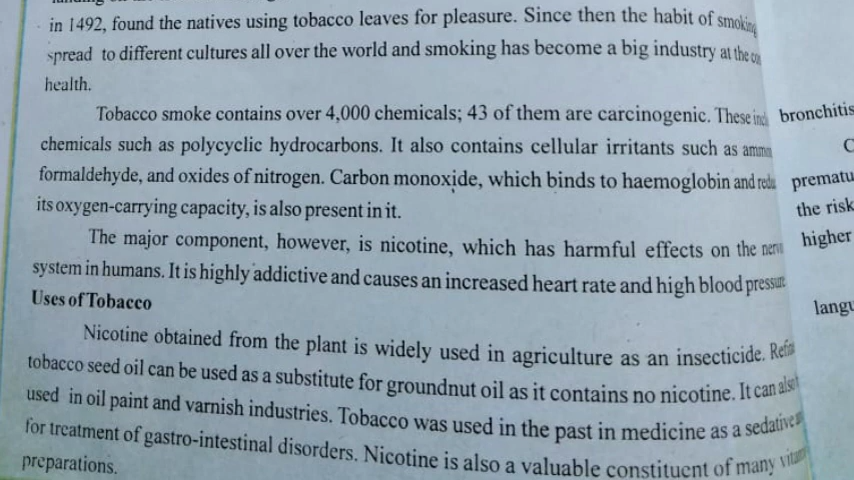 in 1492, found the natives using tobacco leaves for pleasure. Since then the habit of smoking
spread to different cultures all over the world and smoking has become a big industry at the
health.
Tobacco smoke contains over 4,000 chemicals; 43 of them are carcinogenic. These
chemicals such as polycyclic hydrocarbons. It also contains cellular irritants such as
formaldehyde, and oxides of nitrogen. Carbon monoxide, which binds to haemoglobin and
its oxygen-carrying capacity, is also present in it.
The major component, however, is nicotine, which has harmful effects on the
system in humans. It is highly addictive and causes an increased heart rate and high blood pressure
Uses of Tobacco
Nicotine obtained from the plant is widely used in agriculture as an insecticide.
tobacco seed oil can be used as a substitute for groundnut oil as it contains no nicotine. It can also
used in oil paint and varnish industries. Tobacco was used in the past in medicine as a sedative
for treatment of gastro-intestinal disorders. Nicotine is also a valuable constituent of many
preparations.
bronchitis
C
prematu
the risk
higher
langu